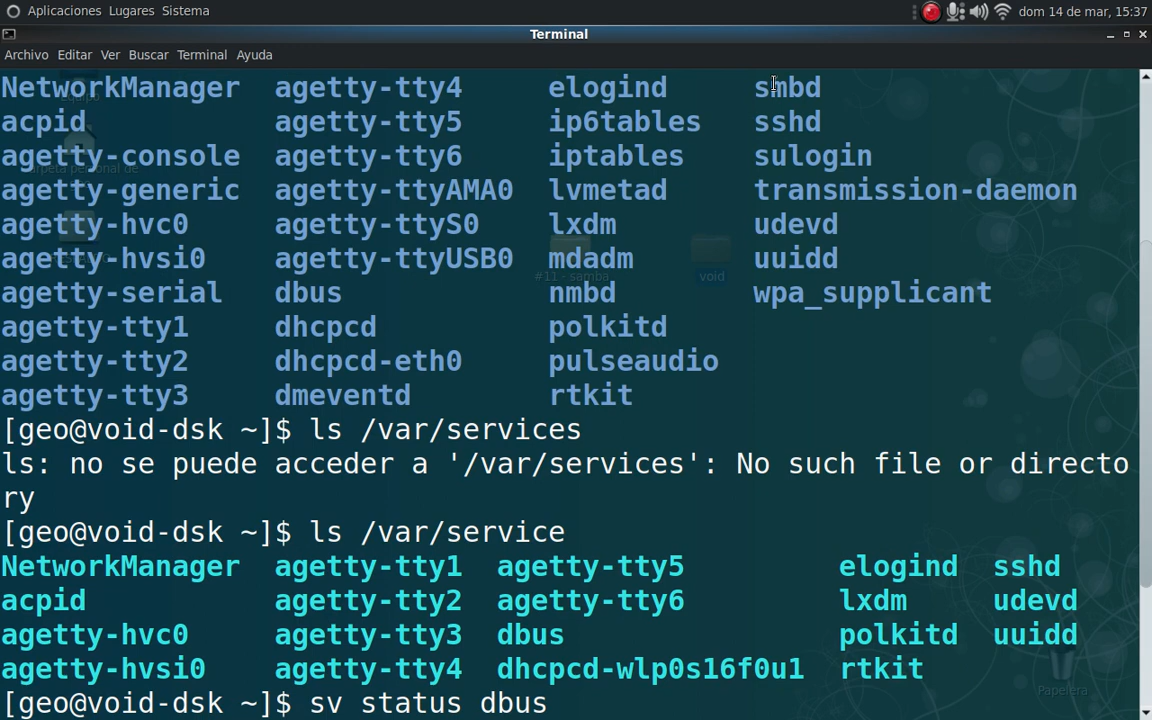 Aplicaciones Lugares Sistema dom 14 de mar, 15:37
Terminal
Archivo Editar Ver Buscar Terminal Ayuda
NetworkManager agetty-tty4 elogind smbd
acpid agetty-tty5 ip6tables sshd
agetty-console agetty-tty6 iptables sulogin
agetty-generic agetty-ttyAMA0 lvmetad transmission-daemon
agetty-hvc0 agetty-ttyS0 lxdm udevd
agetty-hvsi0 agetty-ttyUSB0 mdadm uuidd
agetty-serial dbus nmbd wpa_supplicant
agetty-tty1 dhcpcd polkitd
agetty-tty2 dhcpcd-eth0 pulseaudio
agetty-tty3 dmeventd rtkit
[geo@void-dsk ~]$ ls /var/services
ls: no se puede acceder a '/var/services': No such file or directo
ry
[geo@void-dsk ~]$ ls /var/service
NetworkManager agetty-tty1 agetty-tty5 elogind sshd
acpid agetty-tty2 agetty-tty6 lxdm udevd
agetty-hvc0 agetty-tty3 dbus polkitd uuidd
agetty-hvsi0 agetty-tty4 dhcpcd-wlp0s16f0u1 rtkit
[geo@void-dsk ~]$ sv status dbus
#11 - samba
void
Papelera